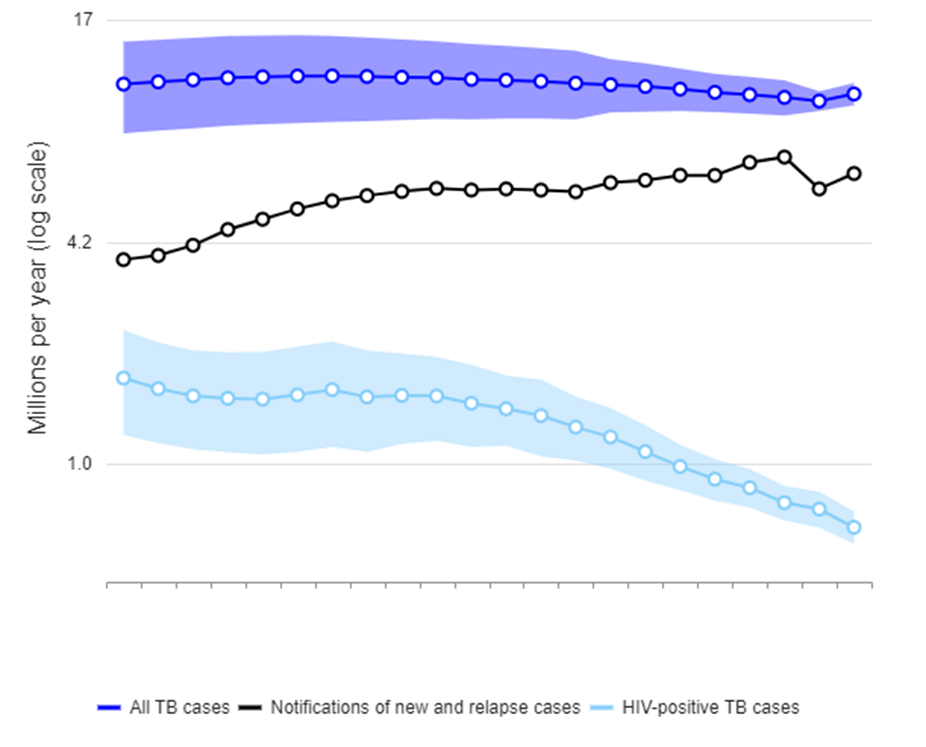 17
4.2
1.0
Millions per year (log scale)
All TB cases
Notifications of new and relapse cases
HIV-positive TB cases